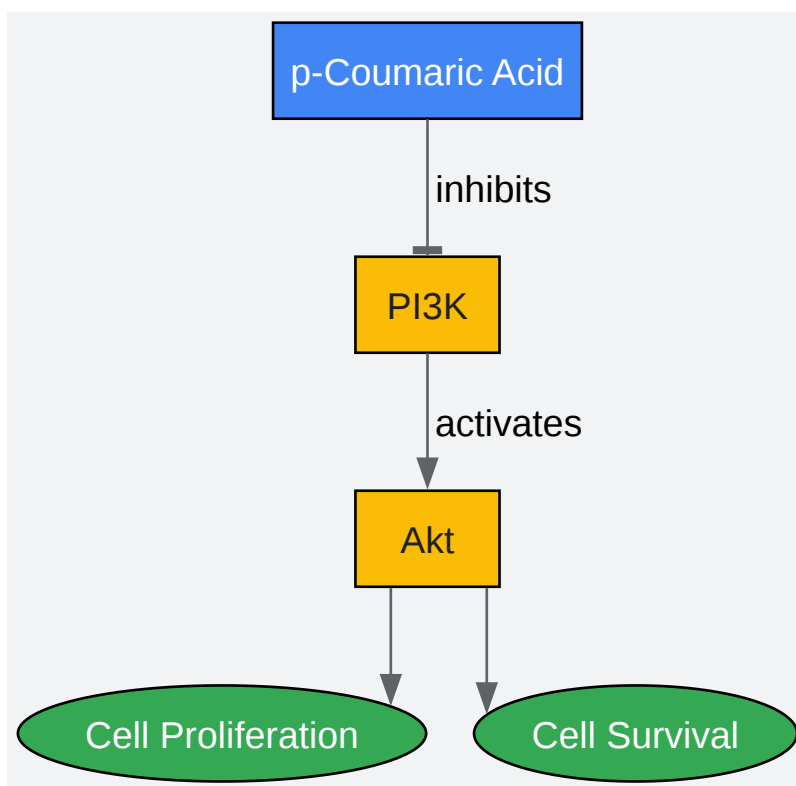 p-Coumaric Acid
inhibits
PI3K
activates
Akt
Cell Proliferation
Cell Survival